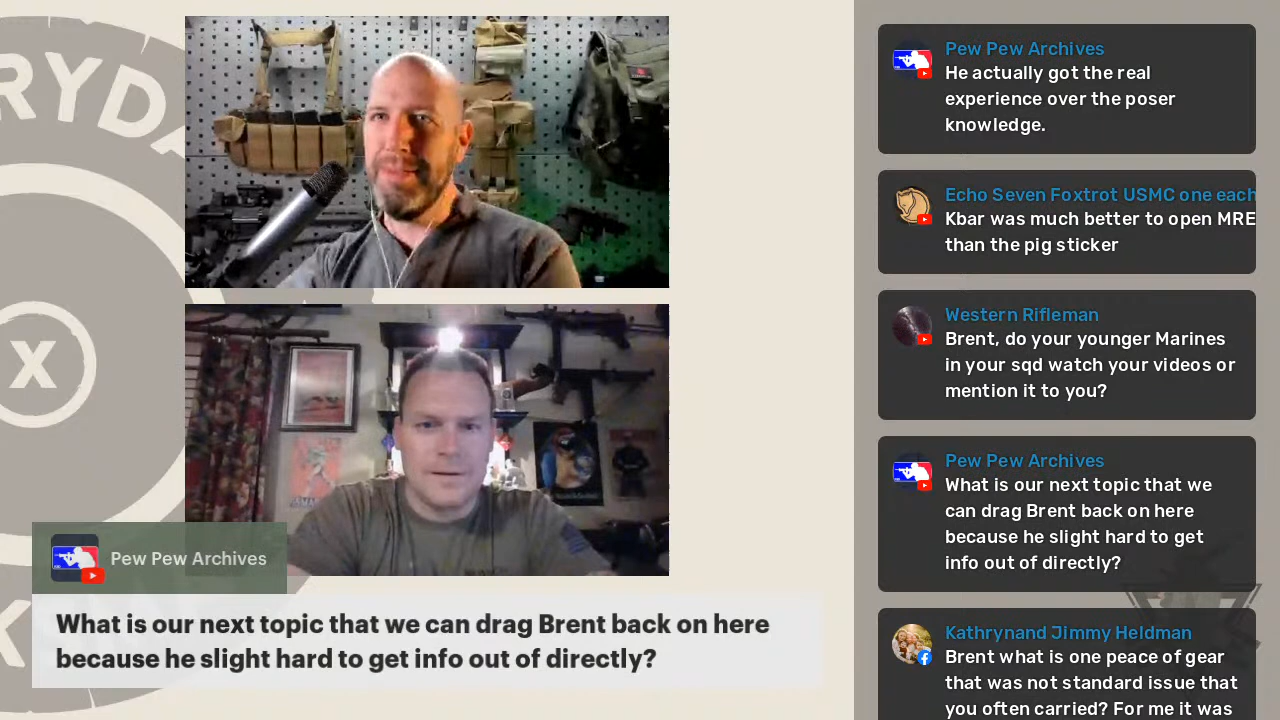 RYDA
X
Pew Pew Archives
What is our next topic that we can drag Brent back on here
because he slight hard to get info out of directly?
Pew Pew Archives
He actually got the real
experience over the poser
knowledge.
Echo Seven Foxtrot USMC one each
Kbar was much better to open MRE
than the pig sticker
Western Rifleman
Brent, do your younger Marines
in your sqd watch your videos or
mention it to you?
Pew Pew Archives
What is our next topic that we
can drag Brent back on here
because he slight hard to get
info out of directly?
Kathrynand Jimmy Heldman
Brent what is one peace of gear
that was not standard issue that
you often carried? For me it was